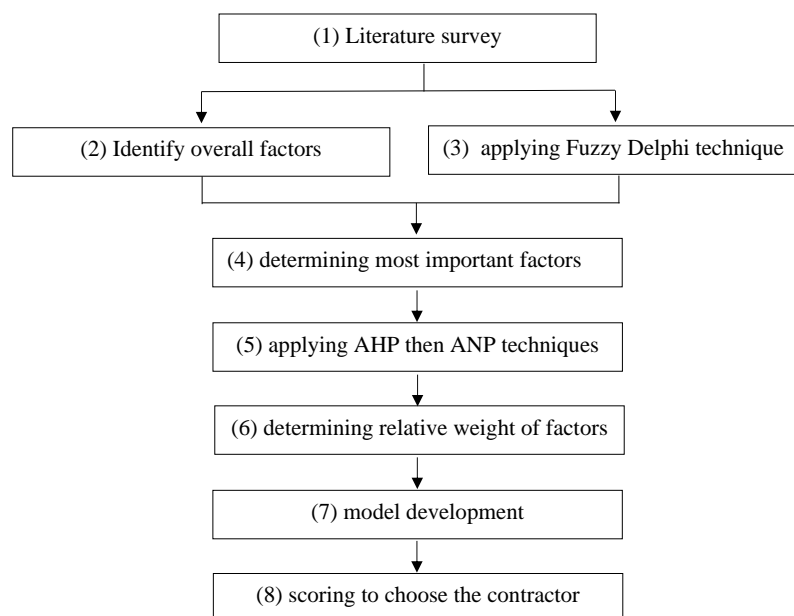 (1) Literature survey
(2) Identify overall factors
(3) applying Fuzzy Delphi technique
(4) determining most important factors
(5) applying AHP then ANP techniques
(6) determining relative weight of factors
(7) model development
(8) scoring to choose the contractor